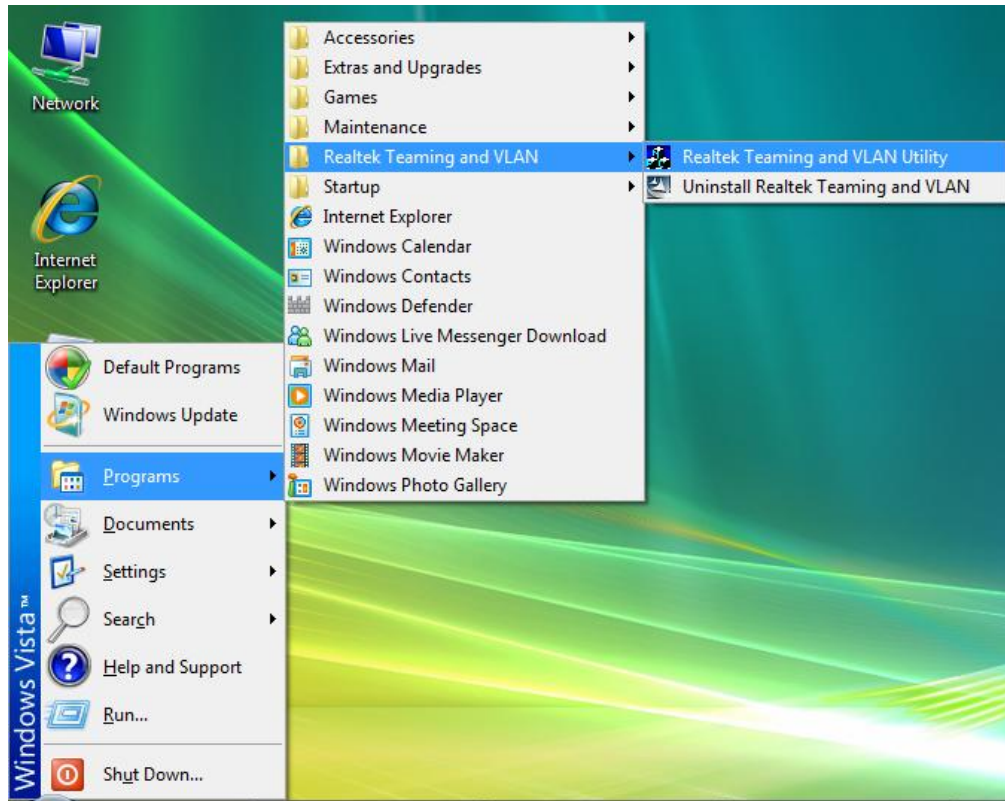 Network
Internet
Explorer
Accessories
Extras and Upgrades
Games
Maintenance
Realtek Teaming and VLAN
Startup
Internet Explorer
Windows Calendar
Windows Contacts
Windows Defender
Windows Live Messenger Download
Windows Mail
Windows Media Player
Windows Meeting Space
Windows Movie Maker
Windows Photo Gallery
Realtek Teaming and VLAN Utility
Uninstall Realtek Teaming and VLAN
Default Programs
Windows Update
Programs
Documents
Settings
Search
Help and Support
Run...
Shut Down...
Windows Vista™